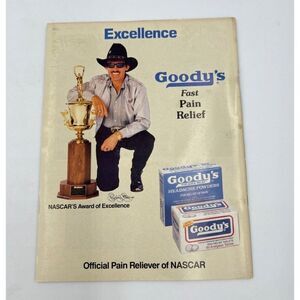 Excellence
Goody's
Fast
Pain
Relief
NASCAR'S Award of Excellence
Goody's
HEADACHE POWDERS
Goody's
Official Pain Reliever of NASCAR